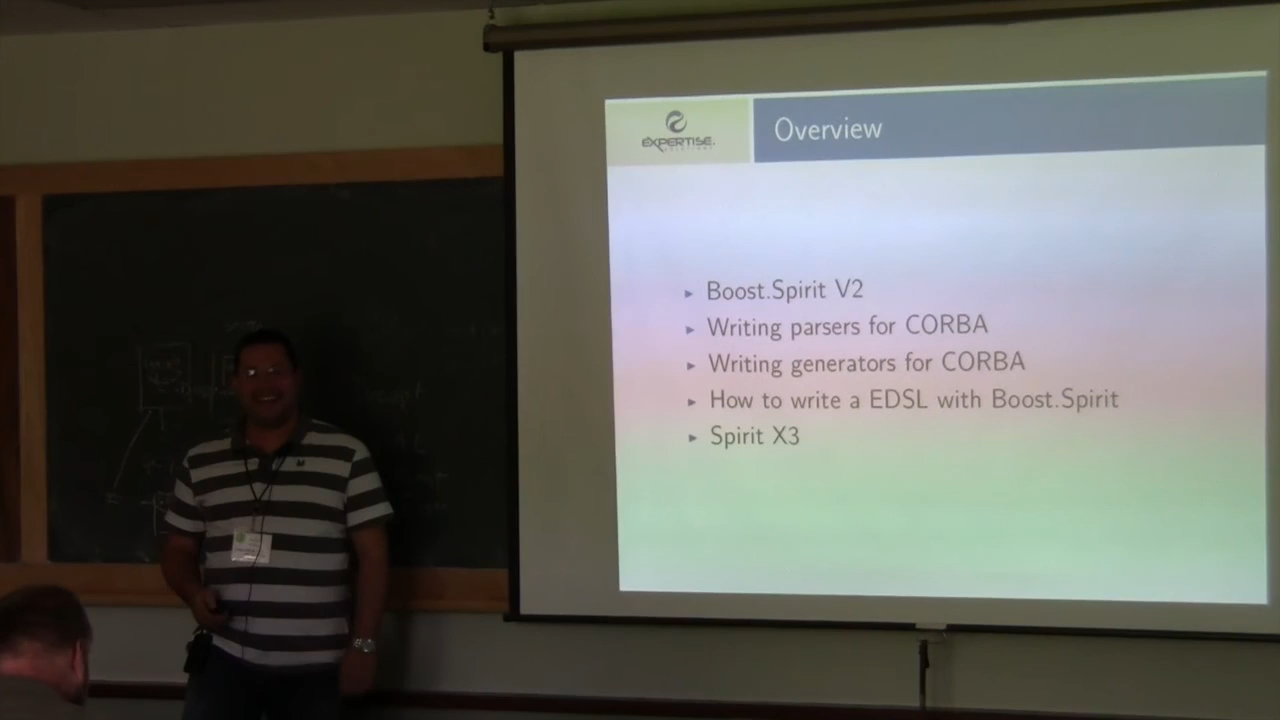 EXPERTISE
SOLUTIONS
Overview
Boost.Spirit V2
Writing parsers for CORBA
Writing generators for CORBA
How to write a EDSL with Boost.Spirit
Spirit X3